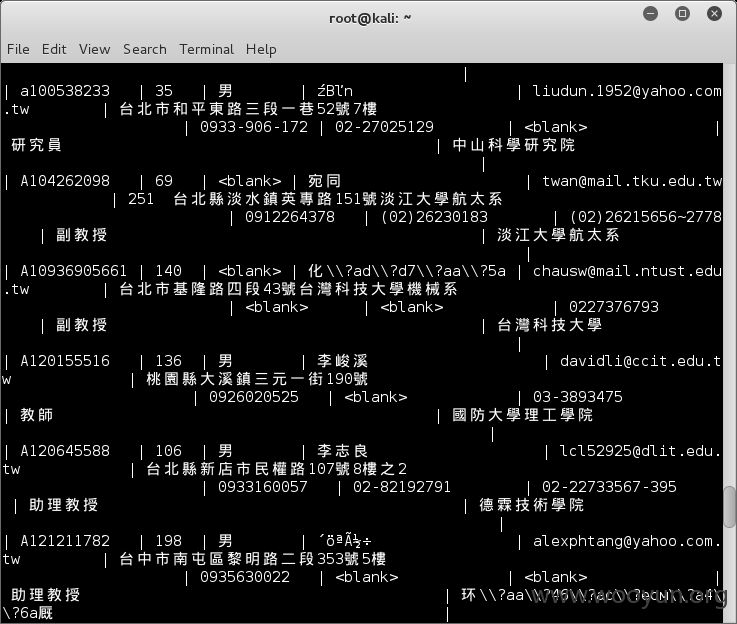 root@kali: ~
File Edit View Search Terminal Help
|
| a100538233 | 35 | 男 | źBľn | liudun.1952@yahoo.com
.tw | 台北市和平東路三段一巷52號7樓
| 0933-906-172 | 02-27025129 | <blank> |
研究員 | 中山科學研究院
|
| A104262098 | 69 | <blank> | 宛同 | twan@mail.tku.edu.tw
| 251 台北縣淡水鎮英專路151號淡江大學航太系
| 0912264378 | (02)26230183 | (02)26215656~2778
| 副教授 | 淡江大學航太系
|
| A10936905661 | 140 | <blank> | 化\\?ad\\?d7\\?aa\\?5a | chausw@mail.ntust.edu
.tw | 台北市基隆路四段43號台灣科技大學機械系
| <blank> | <blank> | 0227376793
| 副教授 | 台灣科技大學
|
| A120155516 | 136 | 男 | 李峻溪 | davidli@ccit.edu.t
w | 桃園縣大溪鎮三元一街190號
| 0926020525 | <blank> | 03-3893475
| 教師 | 國防大學理工學院
|
| A120645588 | 106 | 男 | 李志良 | lcl52925@dlit.edu.
tw | 台北縣新店市民權路107號8樓之2
| 0933160057 | 02-82192791 | 02-22733567-395
| 助理教授 | 德霖技術學院
|
| A121211782 | 198 | 男 | ´öªÃ½÷ | alexphtang@yahoo.com.
tw | 台中市南屯區黎明路二段353號5樓
| 0935630022 | <blank> | <blank> |
助理教授 | 环\\?aa\\?46\\?ac\\?
\?6a厩 |
www.wooyun.org